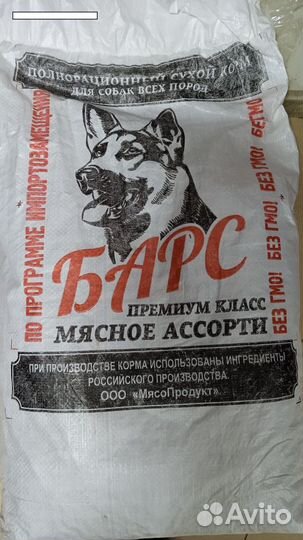 ПОЛНОРАЦИОННЫЙ СУХОЙ КОРМ
ДЛЯ СОБАК ВСЕХ ПОРОД
ПО ПРОГРАММЕ ИМПОРТОЗАМЕЩЕНИЯ
БЕЗ ГМО! БЕЗ ГМО! БЕЗ ГМО! БЕГМО!
БАРС
ПРЕМИУМ КЛАСС
МЯСНОЕ АССОРТИ
ПРИ ПРОИЗВОДСТВЕ КОРМА ИСПОЛЬЗОВАНЫ ИНГРЕДИЕНТЫ
РОССИЙСКОГО ПРОИЗВОДСТВА.
ООО «МясоПродукт».
Avito